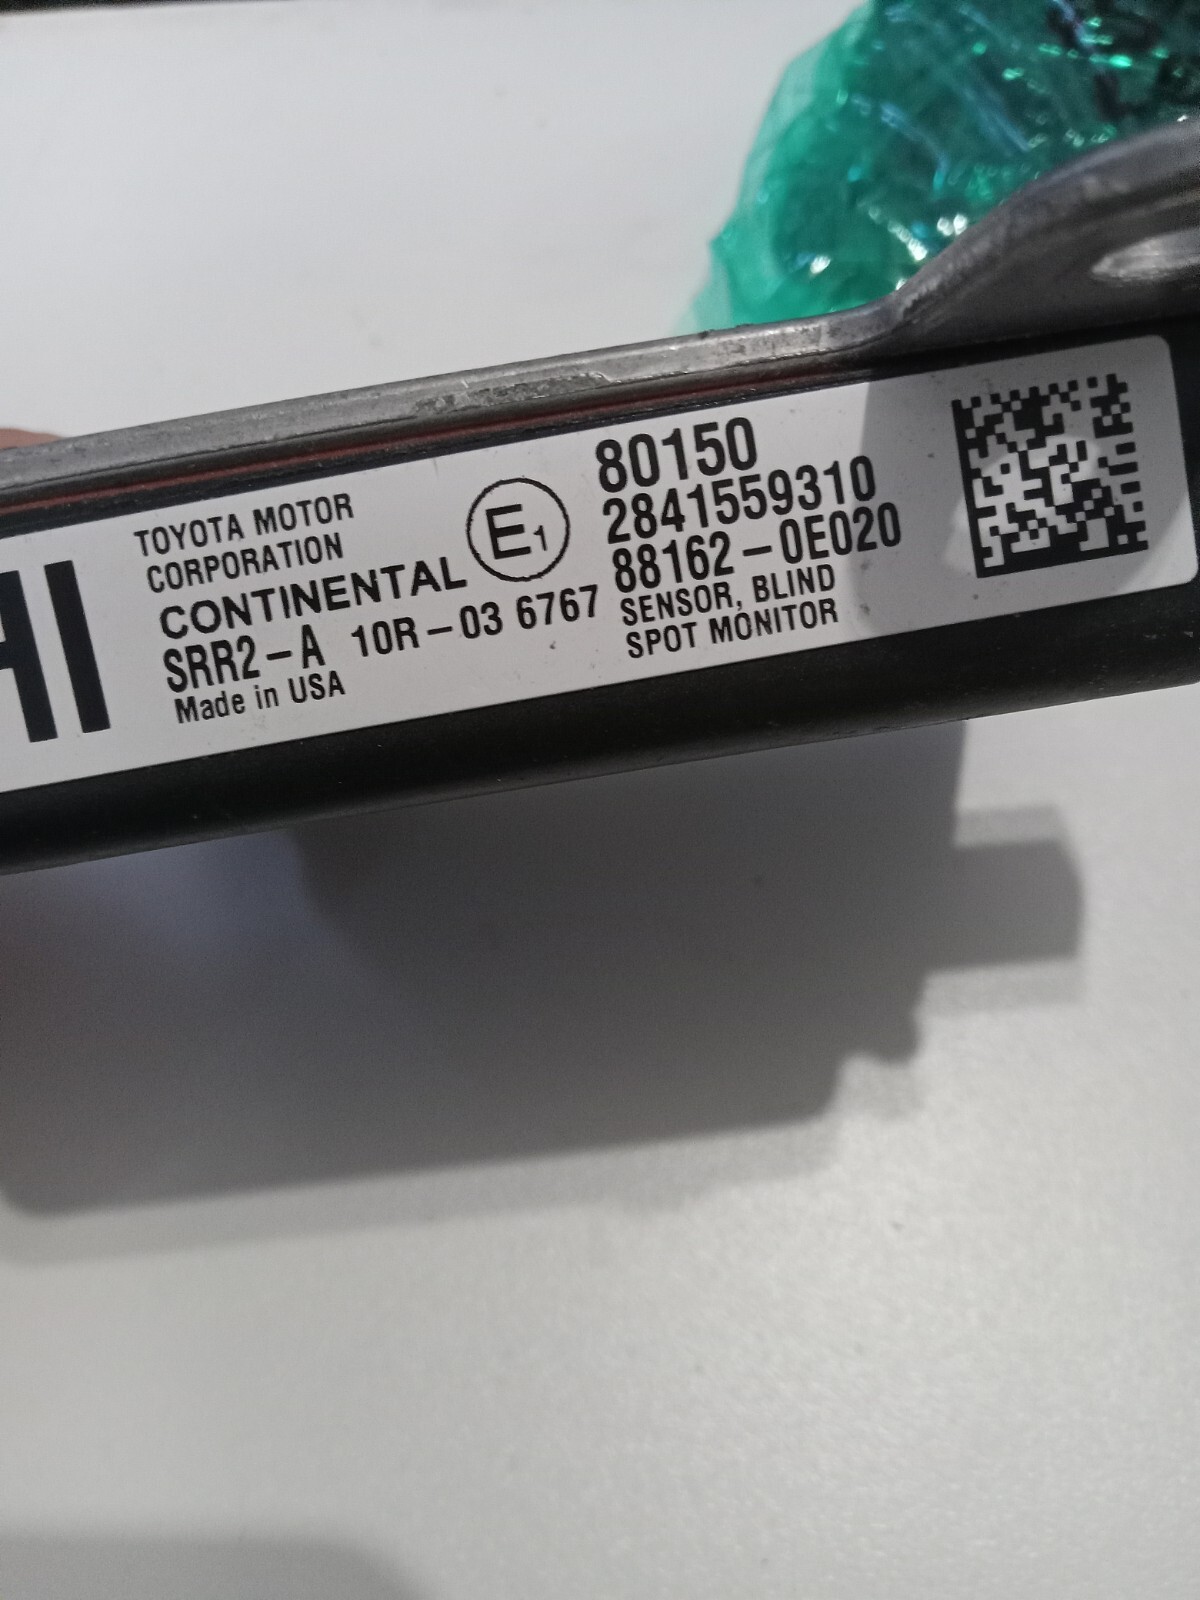 HI
TOYOTA MOTOR
CORPORATION
CONTINENTAL
SRR2-A 10R-03 6767
Made in USA
E1
80150
2841559310
88162-0E020
SENSOR, BLIND
SPOT MONITOR